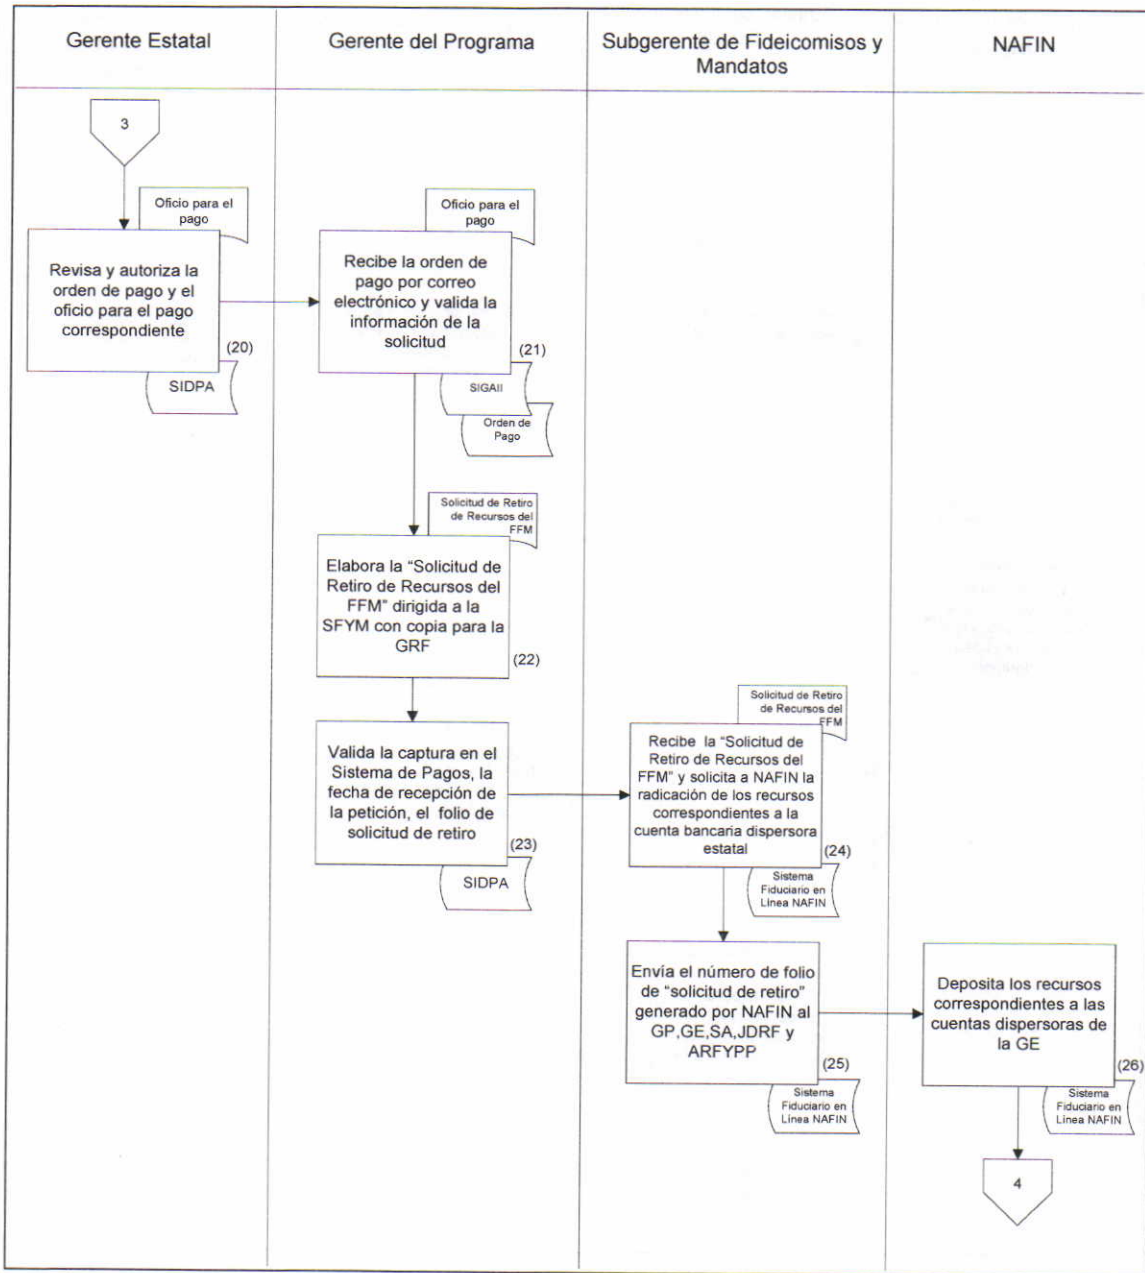 Gerente Estatal
Gerente del Programa
Subgerente de Fideicomisos y
Mandatos
NAFIN
3
Oficio para el
pago
Revisa y autoriza la
orden de pago y el
oficio para el pago
correspondiente
(20)
SIDPA
Oficio para el
pago
Recibe la orden de
pago por correo
electrónico y valida la
información de la
solicitud
(21)
SIGAII
Orden de
Pago
Solicitud de Retiro
de Recursos del
FFM
Elabora la “Solicitud de
Retiro de Recursos del
FFM” dirigida a la
SFYM con copia para la
GRF
(22)
Valida la captura en el
Sistema de Pagos, la
fecha de recepción de
la petición, el folio de
solicitud de retiro
(23)
SIDPA
Solicitud de Retiro
de Recursos del
FFM
Recibe la “Solicitud de
Retiro de Recursos del
FFM” y solicita a NAFIN la
radicación de los recursos
correspondientes a la
cuenta bancaria dispersora
estatal
(24)
Sistema
Fiduciario en
Línea NAFIN
Envía el número de folio
de “solicitud de retiro”
generado por NAFIN al
GP,GE,SA,JDRF y
ARFYPP
(25)
Sistema
Fiduciario en
Línea NAFIN
Deposita los recursos
correspondientes a las
cuentas dispersoras de
la GE
(26)
Sistema
Fiduciario en
Línea NAFIN
4